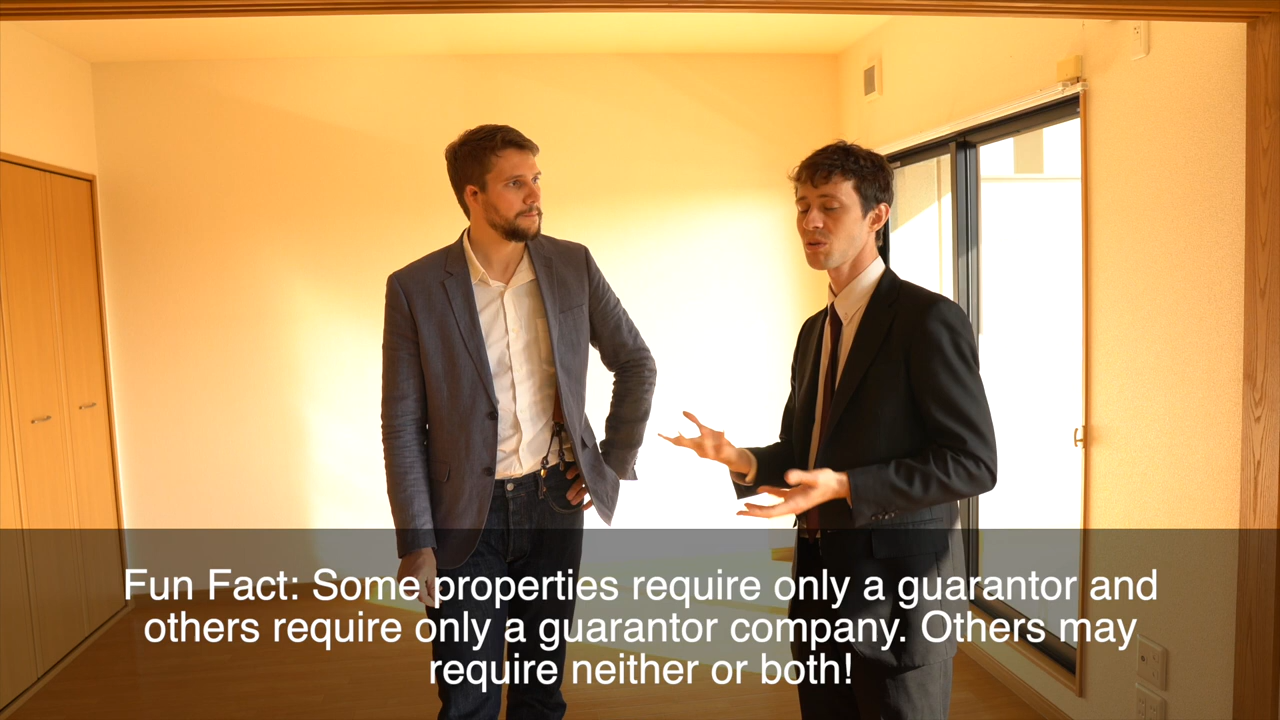 Fun Fact: Some properties require only a guarantor and
others require only a guarantor company. Others may
require neither or both!